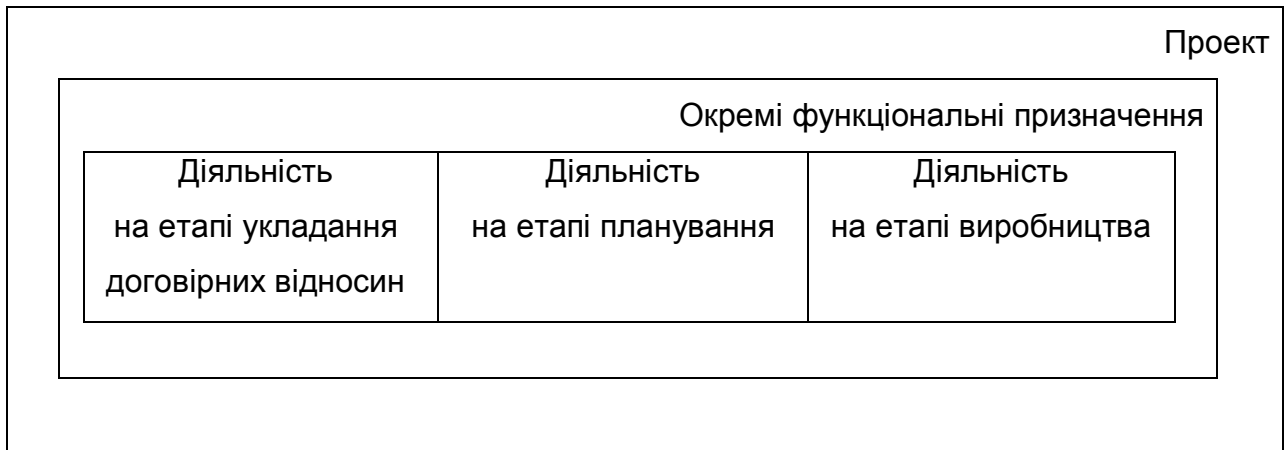 Проект
Окремі функціональні призначення
Діяльність
на етапі укладання
договірних відносин
Діяльність
на етапі планування
Діяльність
на етапі виробництва